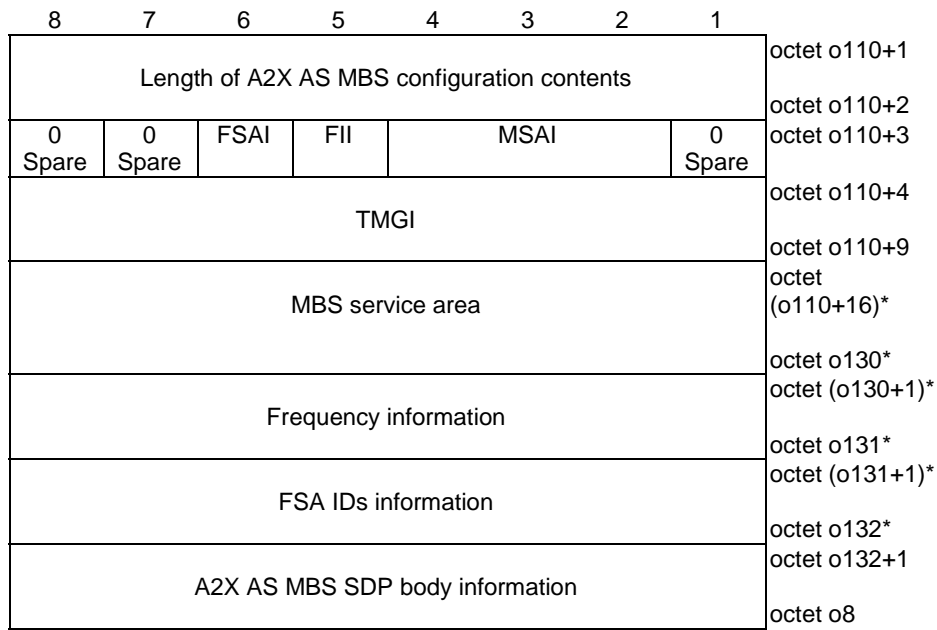 8 7 6 5 4 3 2 1
Length of A2X AS MBS configuration contents
octet o110+1
octet o110+2
0 Spare
0 Spare
FSAI
FII
MSAI
0 Spare
octet o110+3
TMGI
octet o110+4
octet o110+9
MBS service area
octet
(o110+16)*
octet o130*
Frequency information
octet (o130+1)*
octet o131*
FSA IDs information
octet (o131+1)*
octet o132*
A2X AS MBS SDP body information
octet o132+1
octet o8